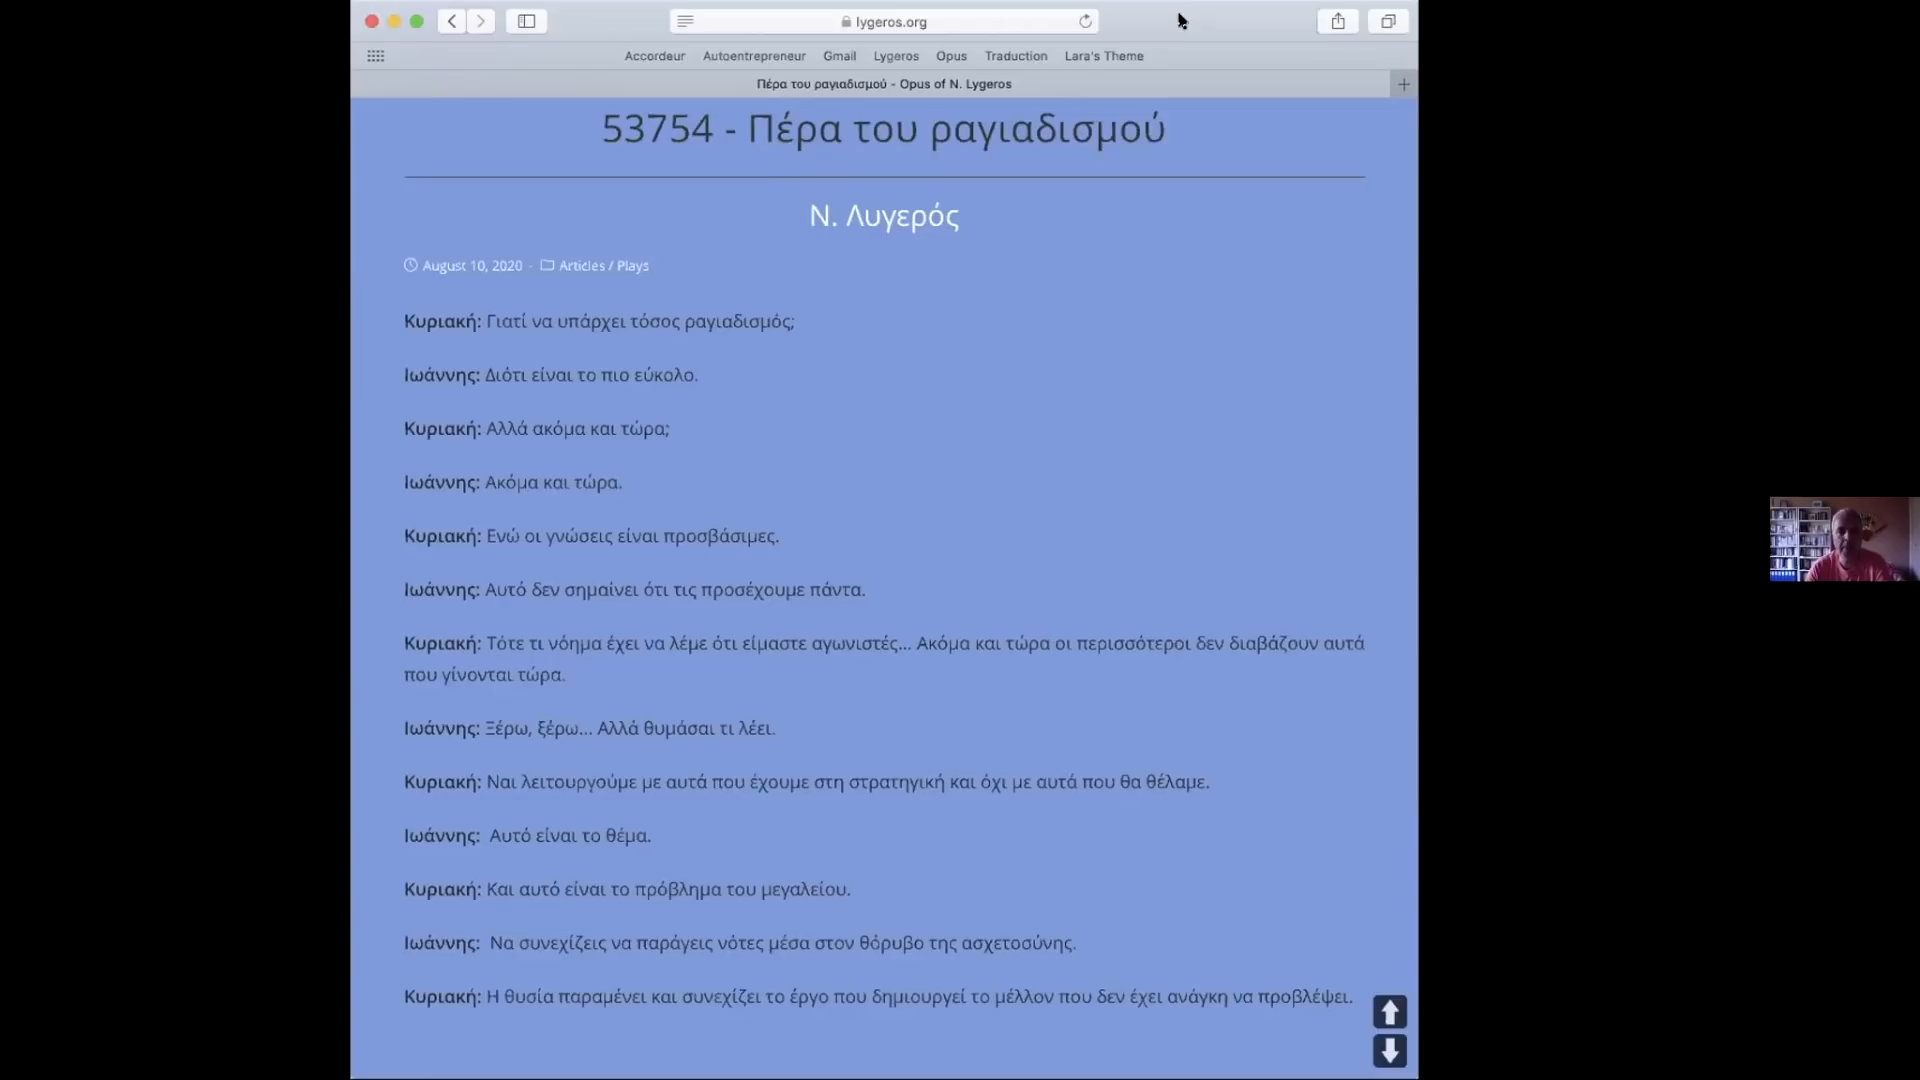 lygeros.org
Accordeur Autoentrepreneur Gmail Lygeros Opus Traduction Lara's Theme
Πέρα του ραγιαδισμού - Opus of N. Lygeros
53754 - Πέρα του ραγιαδισμού
Ν. Λυγερός
August 10, 2020 - Articles / Plays
Κυριακή: Γιατί να υπάρχει τόσος ραγιαδισμός;
Ιωάννης: Διότι είναι το πιο εύκολο.
Κυριακή: Αλλά ακόμα και τώρα;
Ιωάννης: Ακόμα και τώρα.
Κυριακή: Ενώ οι γνώσεις είναι προσβάσιμες.
Ιωάννης: Αυτό δεν σημαίνει ότι τις προσέχουμε πάντα.
Κυριακή: Τότε τι νόημα έχει να λέμε ότι είμαστε αγωνιστές... Ακόμα και τώρα οι περισσότεροι δεν διαβάζουν αυτά
που γίνονται τώρα.
Ιωάννης: Ξέρω, ξέρω... Αλλά θυμάσαι τι λέει.
Κυριακή: Ναι λειτουργούμε με αυτά που έχουμε στη στρατηγική και όχι με αυτά που θα θέλαμε.
Ιωάννης: Αυτό είναι το θέμα.
Κυριακή: Και αυτό είναι το πρόβλημα του μεγαλείου.
Ιωάννης: Να συνεχίζεις να παράγεις νότες μέσα στον θόρυβο της ασχετοσύνης.
Κυριακή: Η θυσία παραμένει και συνεχίζει το έργο που δημιουργεί το μέλλον που δεν έχει ανάγκη να προβλέψει.